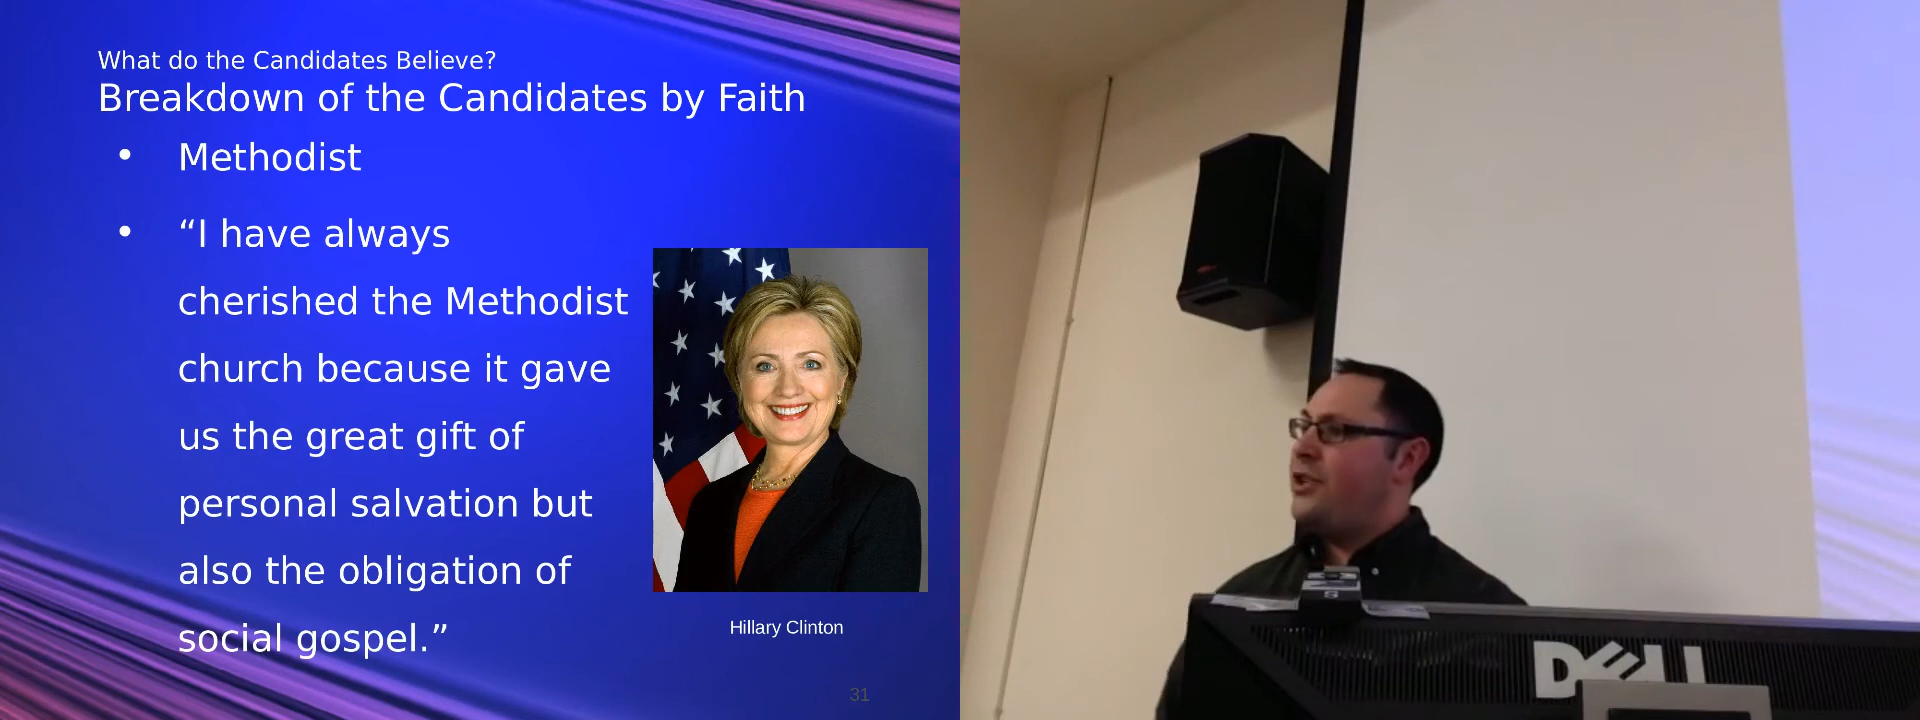 What do the Candidates Believe?
Breakdown of the Candidates by Faith
• Methodist
• “I have always
cherished the Methodist
church because it gave
us the great gift of
personal salvation but
also the obligation of
social gospel.”
Hillary Clinton
31
DELL